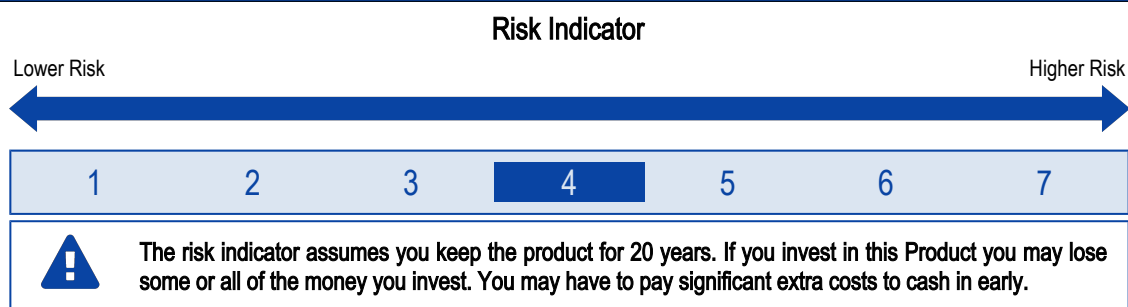 Risk Indicator
Lower Risk Higher Risk
1 2 3 4 5 6 7
The risk indicator assumes you keep the product for 20 years. If you invest in this Product you may lose
some or all of the money you invest. You may have to pay significant extra costs to cash in early.